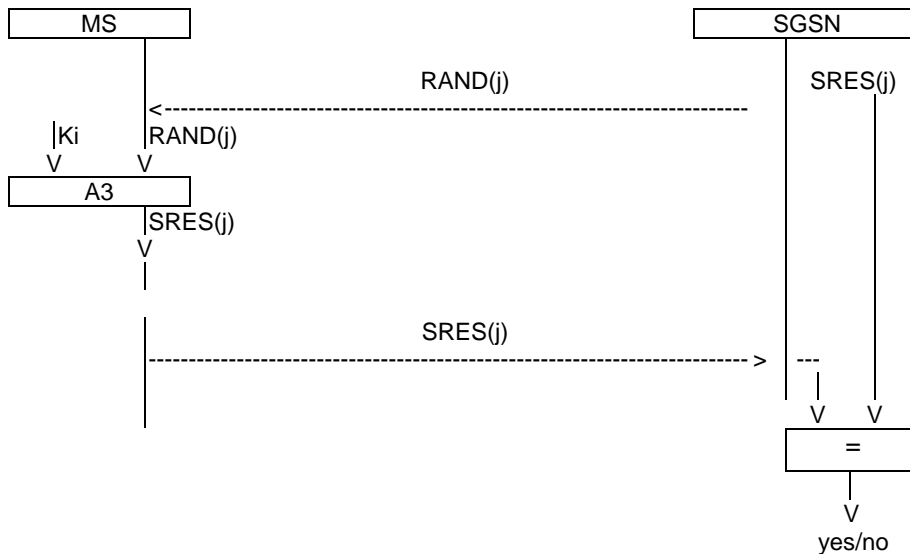 MS SGSN
RAND(j) SRES(j)
<------------------------------------------------------------
Ki RAND(j)
V V
A3
SRES(j)
V
SRES(j)
------------------------------------------------------------ > ---
V V
=
V
yes/no